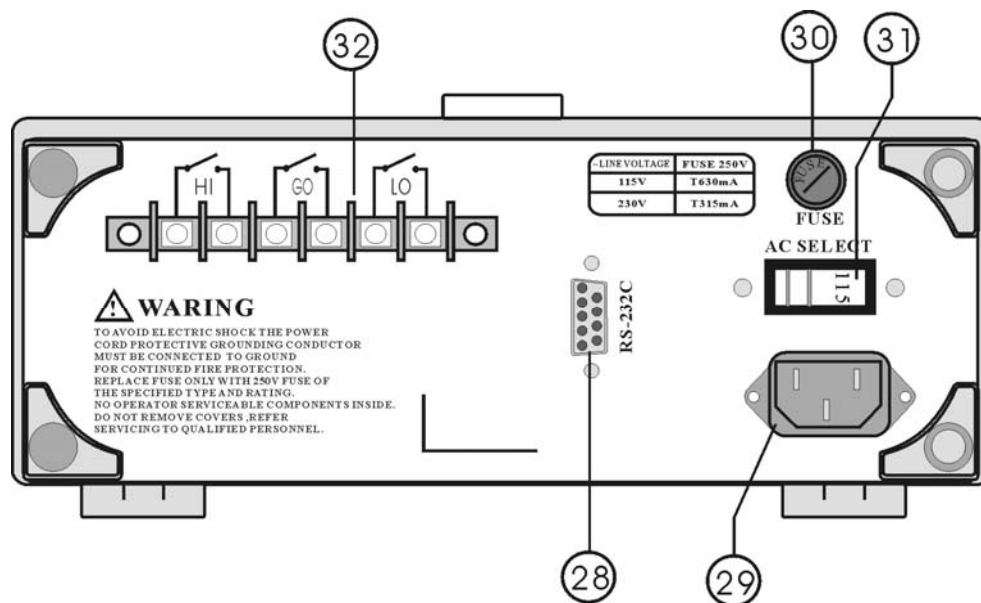 32
30
31
HI
GO
LO
~LINE VOLTAGE FUSE 250V
115V T630mA
230V T315mA
FUSE
FUSE
AC SELECT
115
RS-232C
WARING
TO AVOID ELECTRIC SHOCK THE POWER
CORD PROTECTIVE GROUNDING CONDUCTOR
MUST BE CONNECTED TO GROUND
FOR CONTINUED FIRE PROTECTION.
REPLACE FUSE ONLY WITH 250V FUSE OF
THE SPECIFIED TYPE AND RATING.
NO OPERATOR SERVICEABLE COMPONENTS INSIDE.
DO NOT REMOVE COVERS ,REFER
SERVICING TO QUALIFIED PERSONNEL.
28
29